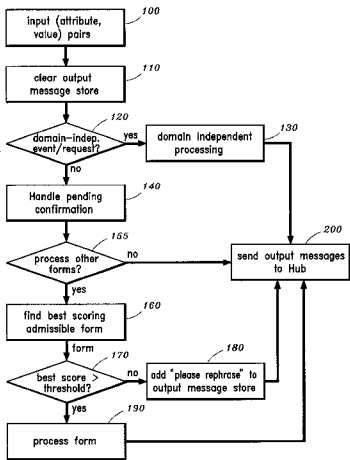 100
input (attribute,
value) pairs
110
clear output
message store
120
domain-indep.
event/request?
yes
130
domain independent
processing
no
140
Handle pending
confirmation
155
process other
forms?
no
200
send output messages
to Hub
yes
160
find best scoring
admissible form
form
170
best score >
threshold?
no
180
add "please rephrase" to
output message store
yes
190
process form